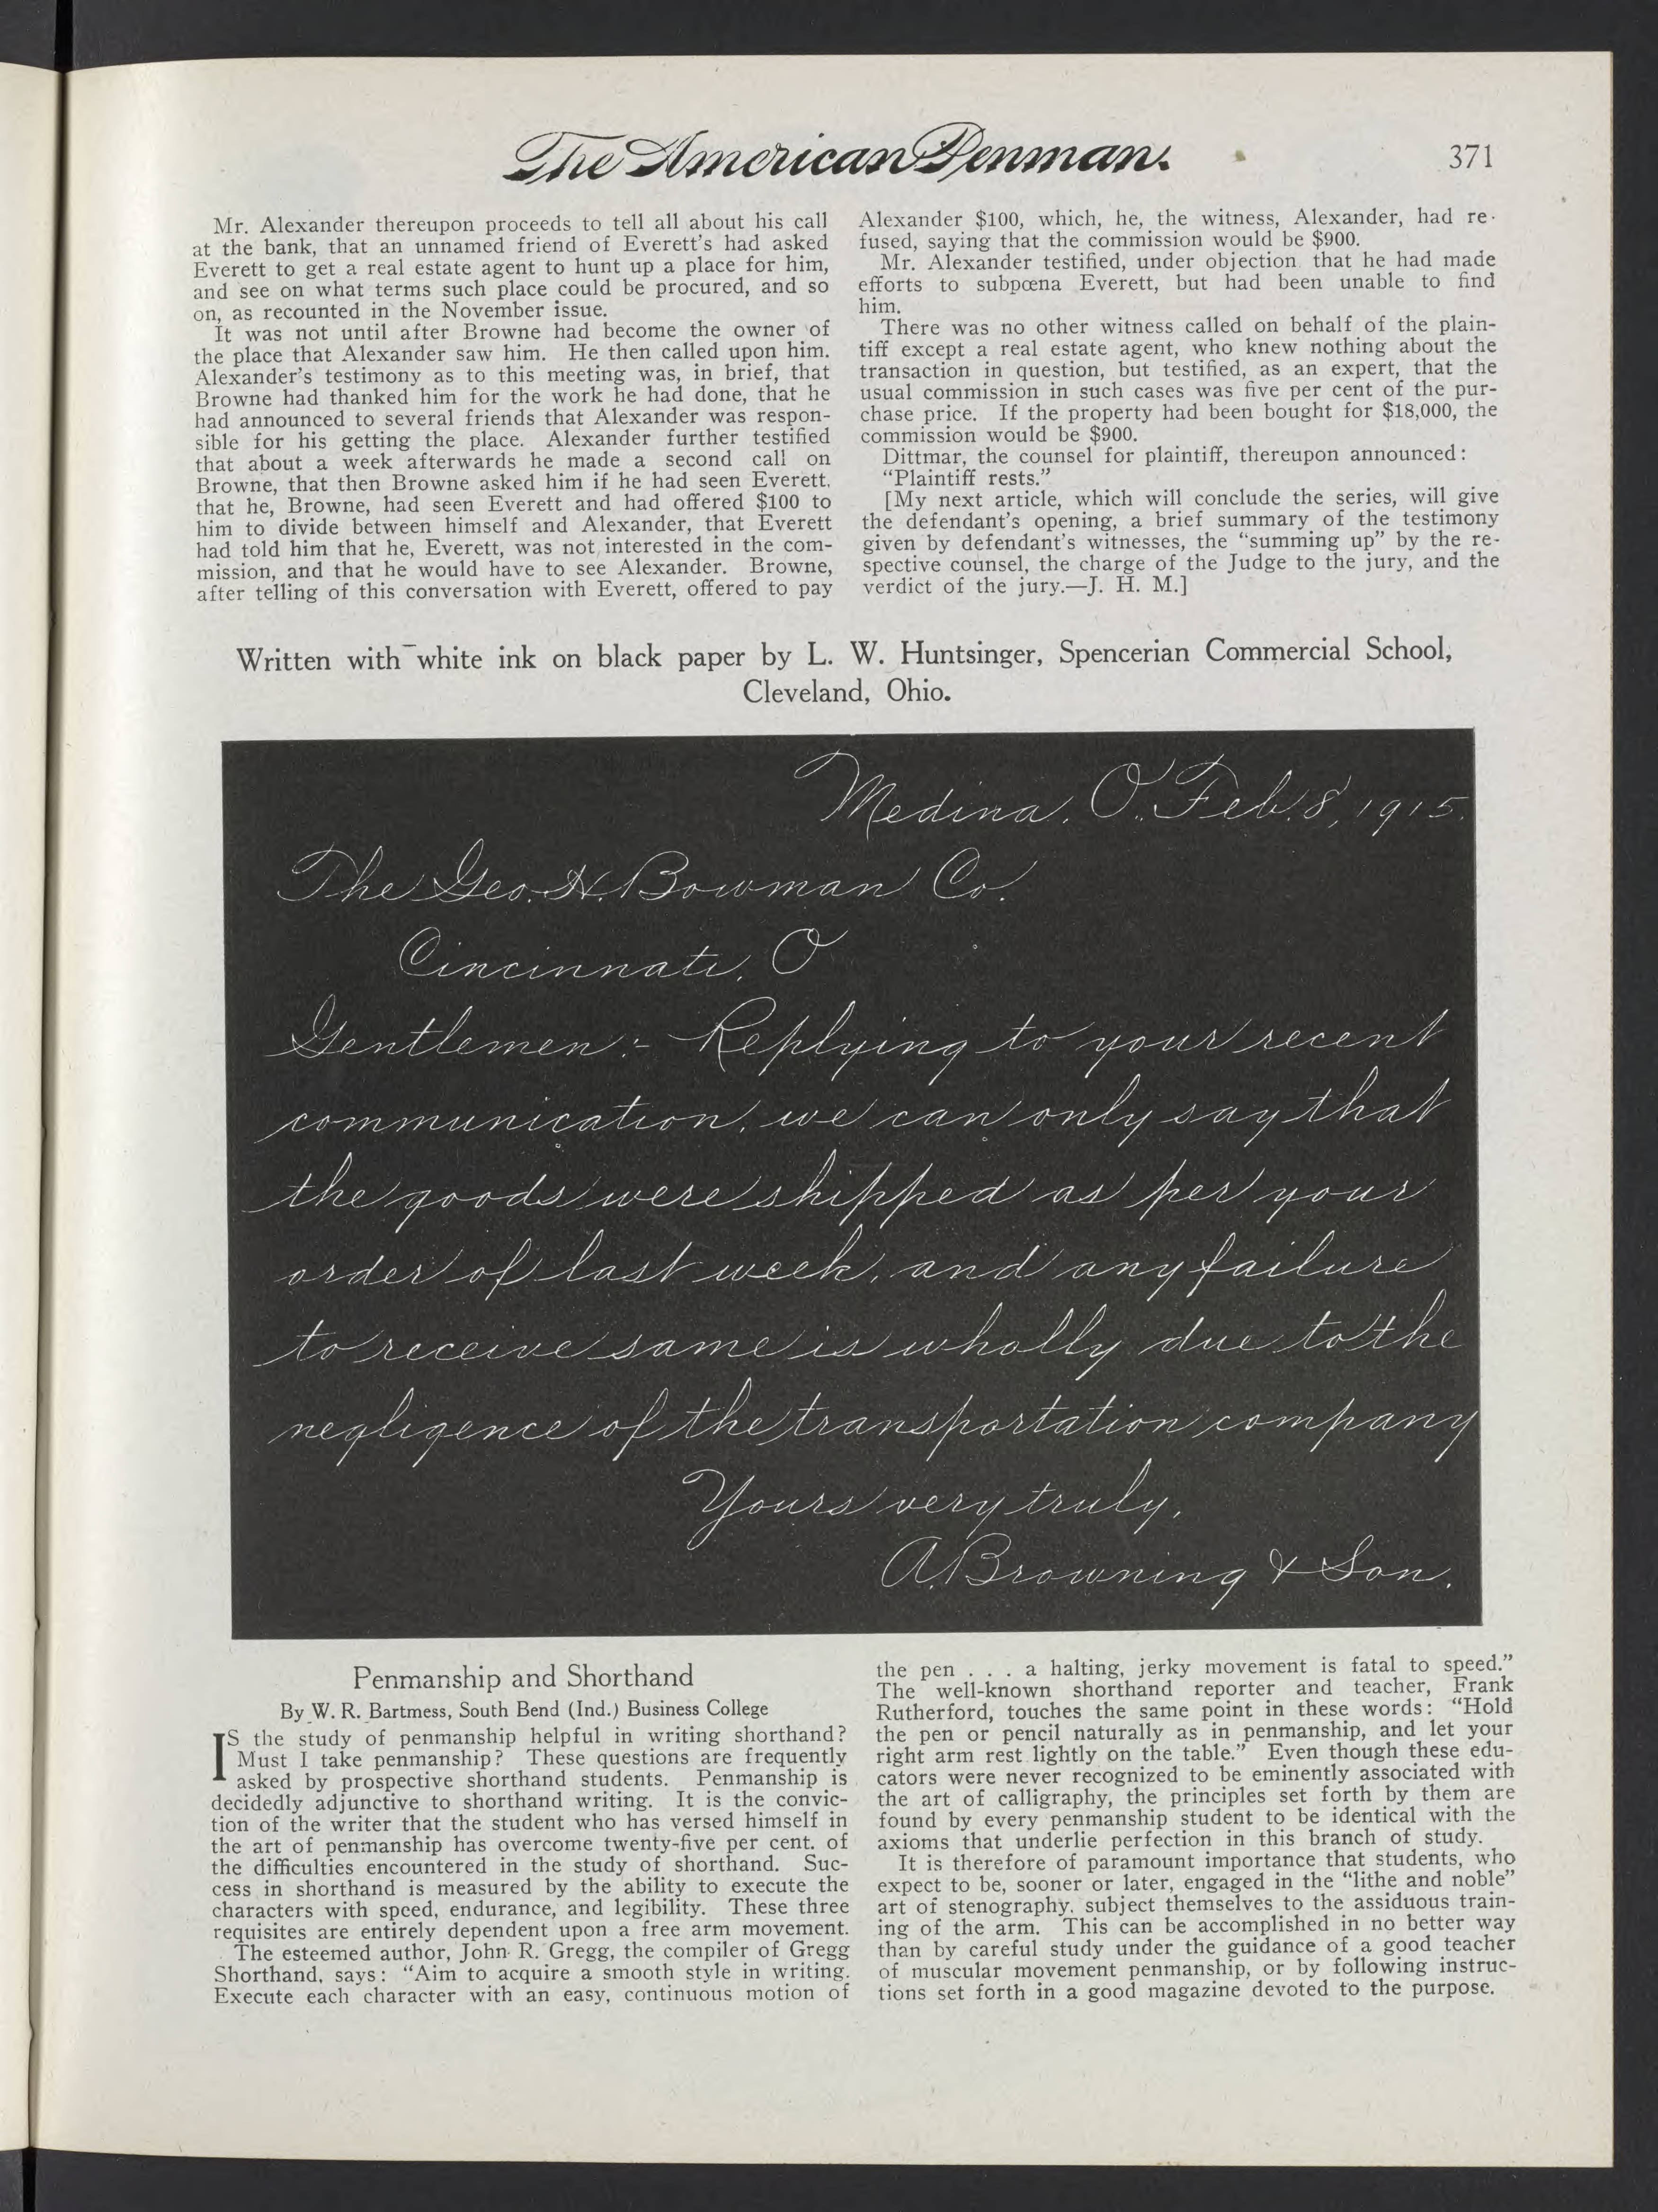 The American Penman.
371
Mr. Alexander thereupon proceeds to tell all about his call
at the bank, that an unnamed friend of Everett's had asked
Everett to get a real estate agent to hunt up a place for him,
and see on what terms such place could be procured, and so
on, as recounted in the November issue.
It was not until after Browne had become the owner of
the place that Alexander saw him. He then called upon him.
Alexander's testimony as to this meeting was, in brief, that
Browne had thanked him for the work he had done, that he
had announced to several friends that Alexander was respon-
sible for his getting the place. Alexander further testified
that about a week afterwards he made a second call on
Browne, that then Browne asked him if he had seen Everett,
that he, Browne, had seen Everett and had offered $100 to
him to divide between himself and Alexander, that Everett
had told him that he, Everett, was not interested in the com-
mission, and that he would have to see Alexander. Browne,
after telling of this conversation with Everett, offered to pay
Alexander $100, which, he, the witness, Alexander, had re-
fused, saying that the commission would be $900.
Mr. Alexander testified, under objection that he had made
efforts to subpœna Everett, but had been unable to find
him.
There was no other witness called on behalf of the plain-
tiff except a real estate agent, who knew nothing about the
transaction in question, but testified, as an expert, that the
usual commission in such cases was five per cent of the pur-
chase price. If the property had been bought for $18,000, the
commission would be $900.
Dittmar, the counsel for plaintiff, thereupon announced:
"Plaintiff rests."
[My next article, which will conclude the series, will give
the defendant's opening, a brief summary of the testimony
given by defendant's witnesses, the "summing up" by the re-
spective counsel, the charge of the Judge to the jury, and the
verdict of the jury.—J. H. M.]
Written with white ink on black paper by L. W. Huntsinger, Spencerian Commercial School,
Cleveland, Ohio.
Medina, O. Feb. 8, 1915.
The Geo. H. Bowman Co.
Cincinnati, O
Gentlemen:- Replying to your recent
communication, we can only say that
the goods were shipped as per your
order of last week, and any failure
to receive same is wholly due to the
negligence of the transportation company
Yours very truly,
A. Browning & Son.
Penmanship and Shorthand
By W. R. Bartmess, South Bend (Ind.) Business College
IS the study of penmanship helpful in writing shorthand?
Must I take penmanship? These questions are frequently
asked by prospective shorthand students. Penmanship is
decidedly adjunctive to shorthand writing. It is the convic-
tion of the writer that the student who has versed himself in
the art of penmanship has overcome twenty-five per cent. of
the difficulties encountered in the study of shorthand. Suc-
cess in shorthand is measured by the ability to execute the
characters with speed, endurance, and legibility. These three
requisites are entirely dependent upon a free arm movement.
The esteemed author, John R. Gregg, the compiler of Gregg
Shorthand, says: "Aim to acquire a smooth style in writing.
Execute each character with an easy, continuous motion of
the pen . . . a halting, jerky movement is fatal to speed."
The well-known shorthand reporter and teacher, Frank
Rutherford, touches the same point in these words: "Hold
the pen or pencil naturally as in penmanship, and let your
right arm rest lightly on the table." Even though these edu-
cators were never recognized to be eminently associated with
the art of calligraphy, the principles set forth by them are
found by every penmanship student to be identical with the
axioms that underlie perfection in this branch of study.
It is therefore of paramount importance that students, who
expect to be, sooner or later, engaged in the "lithe and noble"
art of stenography, subject themselves to the assiduous train-
ing of the arm. This can be accomplished in no better way
than by careful study under the guidance of a good teacher
of muscular movement penmanship, or by following instruc-
tions set forth in a good magazine devoted to the purpose.